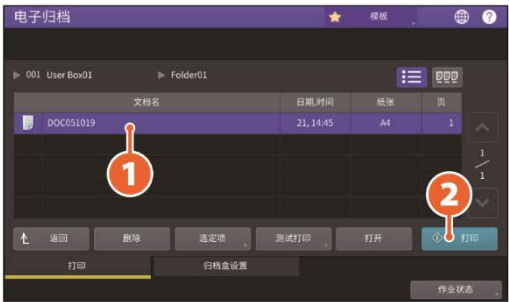 电子归档
模板
?
001 User Box01
Folder01
文档名
日期,时间
纸张
页
DOC051019
21, 14:45
A4
1
1
1
1
2
返回
删除
选定项
测试打印
打开
打印
打印
归档盒设置
作业状态